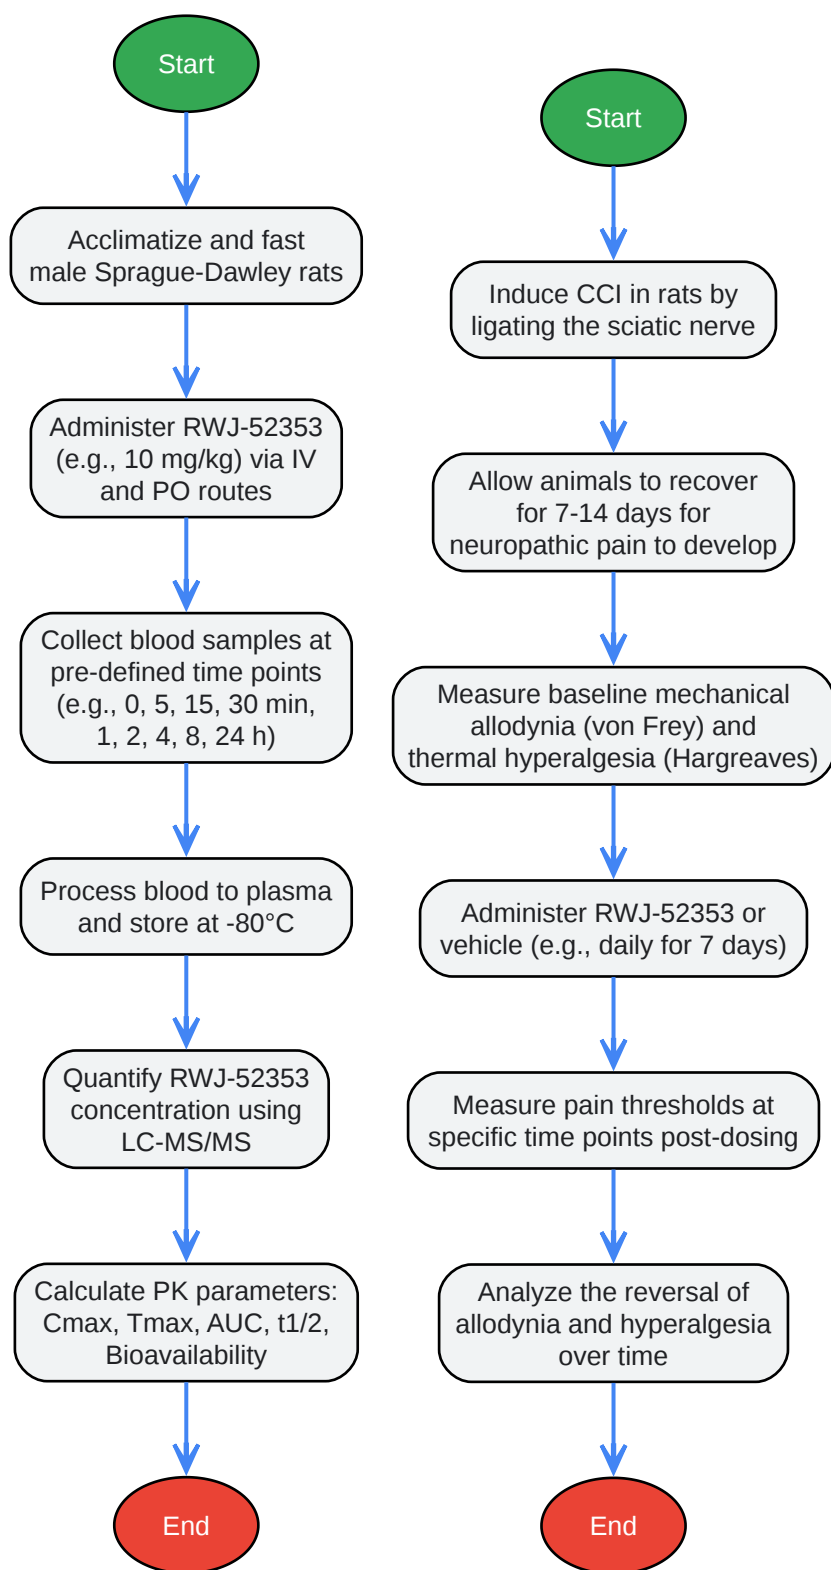 Start
Acclimatize and fast
male Sprague-Dawley rats
Administer RWJ-52353
(e.g., 10 mg/kg) via IV
and PO routes
Collect blood samples at
pre-defined time points
(e.g., 0, 5, 15, 30 min,
1, 2, 4, 8, 24 h)
Process blood to plasma
and store at -80°C
Quantify RWJ-52353
concentration using
LC-MS/MS
Calculate PK parameters:
Cmax, Tmax, AUC, t1/2,
Bioavailability
End
Start
Induce CCI in rats by
ligating the sciatic nerve
Allow animals to recover
for 7-14 days for
neuropathic pain to develop
Measure baseline mechanical
allodynia (von Frey) and
thermal hyperalgesia (Hargreaves)
Administer RWJ-52353 or
vehicle (e.g., daily for 7 days)
Measure pain thresholds at
specific time points post-dosing
Analyze the reversal of
allodynia and hyperalgesia
over time
End